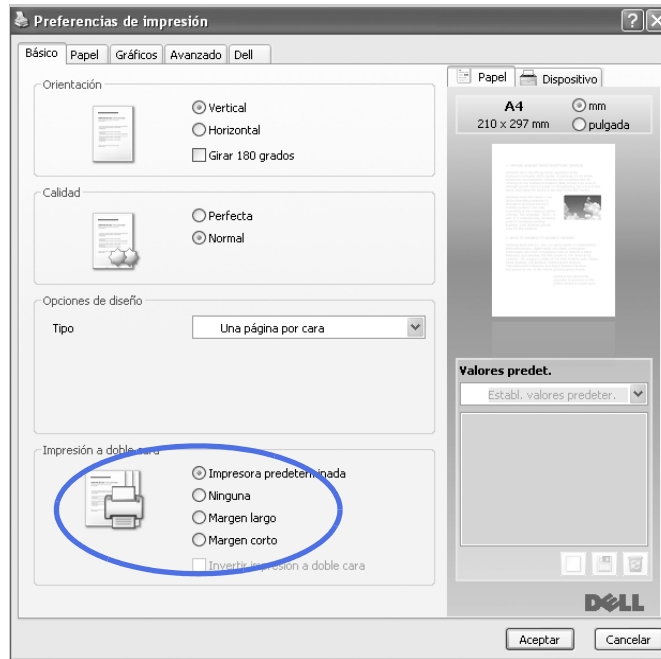 Preferencias de impresión
Básico Papel Gráficos Avanzado Dell
Orientación
Vertical
Horizontal
Girar 180 grados
Calidad
Perfecta
Normal
Opciones de diseño
Tipo
Una página por cara
Impresión a doble cara
Impresora predeterminada
Ninguna
Margen largo
Margen corto
Invertir impresión a doble cara
Papel Dispositivo
A4
210 x 297 mm
mm
pulgada
Valores predet.
Establ. valores predeter.
DELL
Aceptar Cancelar